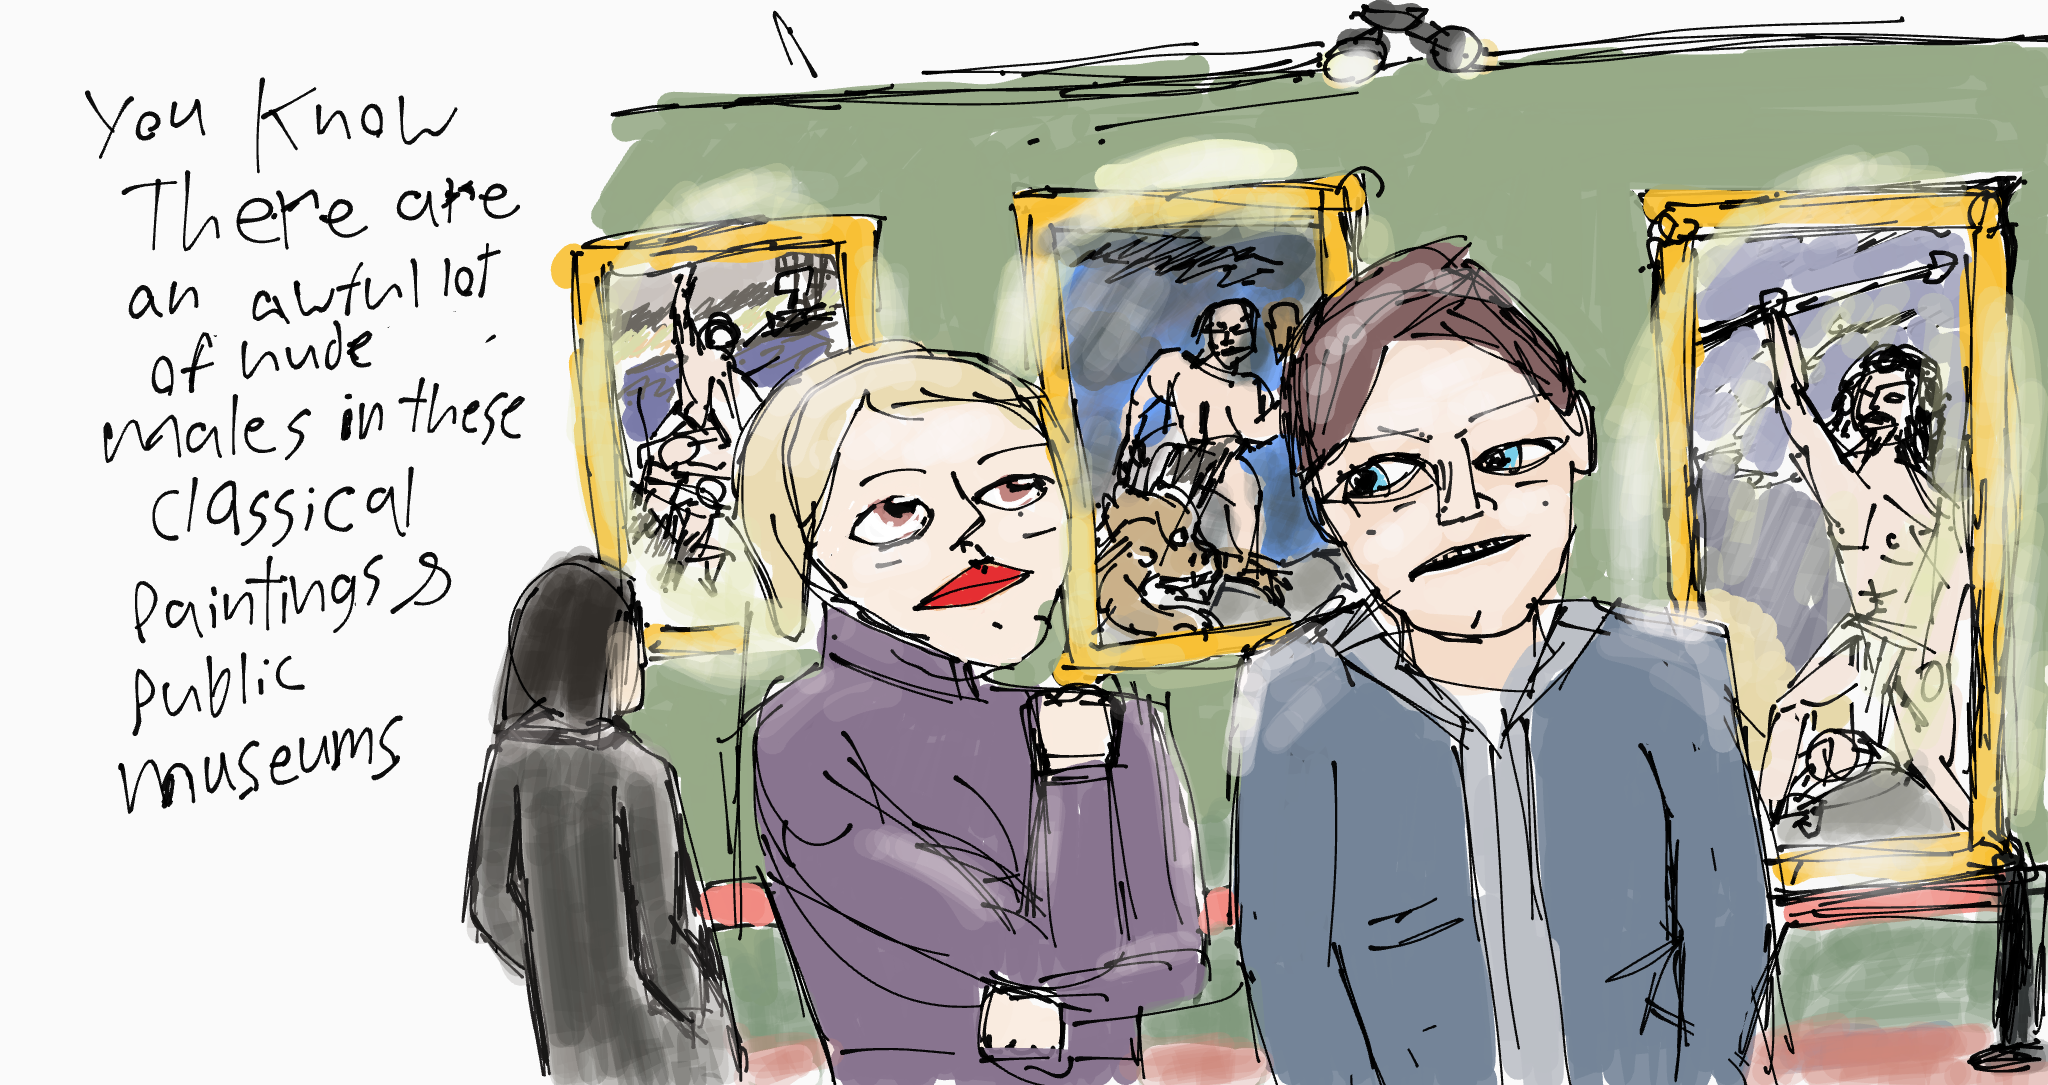 You Know
There are
an awful lot
of nude
males in these
classical
paintings &
public
museums